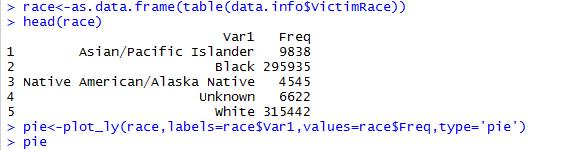 > race<-as.data.frame(table(data.info$VictimRace))
> head(race)
Var1 Freq
1 Asian/Pacific Islander 9838
2 Black 295935
3 Native American/Alaska Native 4545
4 Unknown 6622
5 White 315442
> pie<-plot_ly(race,labels=race$Var1,values=race$Freq,type='pie')
> pie